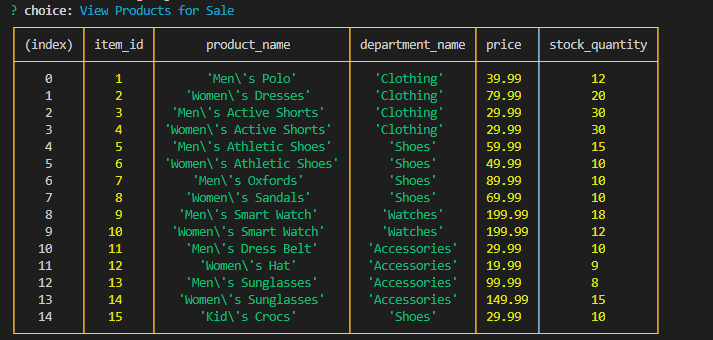 ? choice: View Products for Sale
(index) item_id product_name department_name price stock_quantity
0 1 'Men\'s Polo' 'Clothing' 39.99 12
1 2 'Women\'s Dresses' 'Clothing' 79.99 20
2 3 'Men\'s Active Shorts' 'Clothing' 29.99 30
3 4 'Women\'s Active Shorts' 'Clothing' 29.99 30
4 5 'Men\'s Athletic Shoes' 'Shoes' 59.99 15
5 6 'Women\'s Athletic Shoes' 'Shoes' 49.99 10
6 7 'Men\'s Oxfords' 'Shoes' 89.99 10
7 8 'Women\'s Sandals' 'Shoes' 69.99 10
8 9 'Men\'s Smart Watch' 'Watches' 199.99 18
9 10 'Women\'s Smart Watch' 'Watches' 199.99 12
10 11 'Men\'s Dress Belt' 'Accessories' 29.99 10
11 12 'Women\'s Hat' 'Accessories' 19.99 9
12 13 'Men\'s Sunglasses' 'Accessories' 99.99 8
13 14 'Women\'s Sunglasses' 'Accessories' 149.99 15
14 15 'Kid\'s Crocs' 'Shoes' 29.99 10